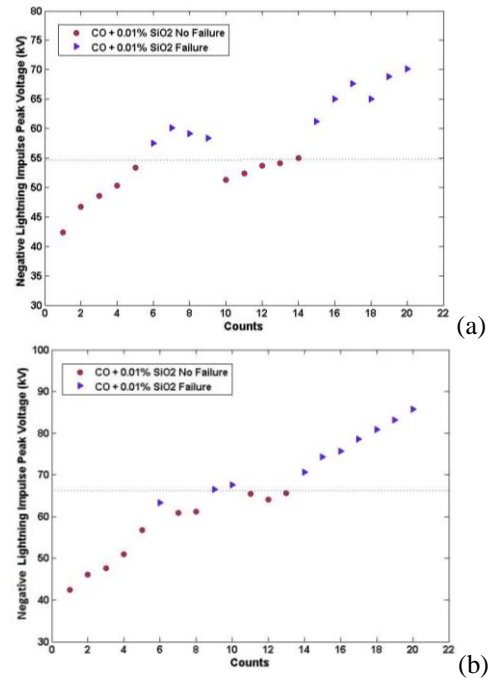 80
CO + 0.01% SiO2 No Failure
CO + 0.01% SiO2 Failure
75
70
65
60
55
50
45
40
35
30
Negative Lightning Impulse Peak Voltage (kV)
0 2 4 6 8 10 12 14 16 18 20 22
Counts
(a)
100
CO + 0.01% SiO2 No Failure
CO + 0.01% SiO2 Failure
90
80
70
60
50
40
30
Negative Lightning Impulse Peak Voltage (kV)
0 2 4 6 8 10 12 14 16 18 20 22
Counts
(b)